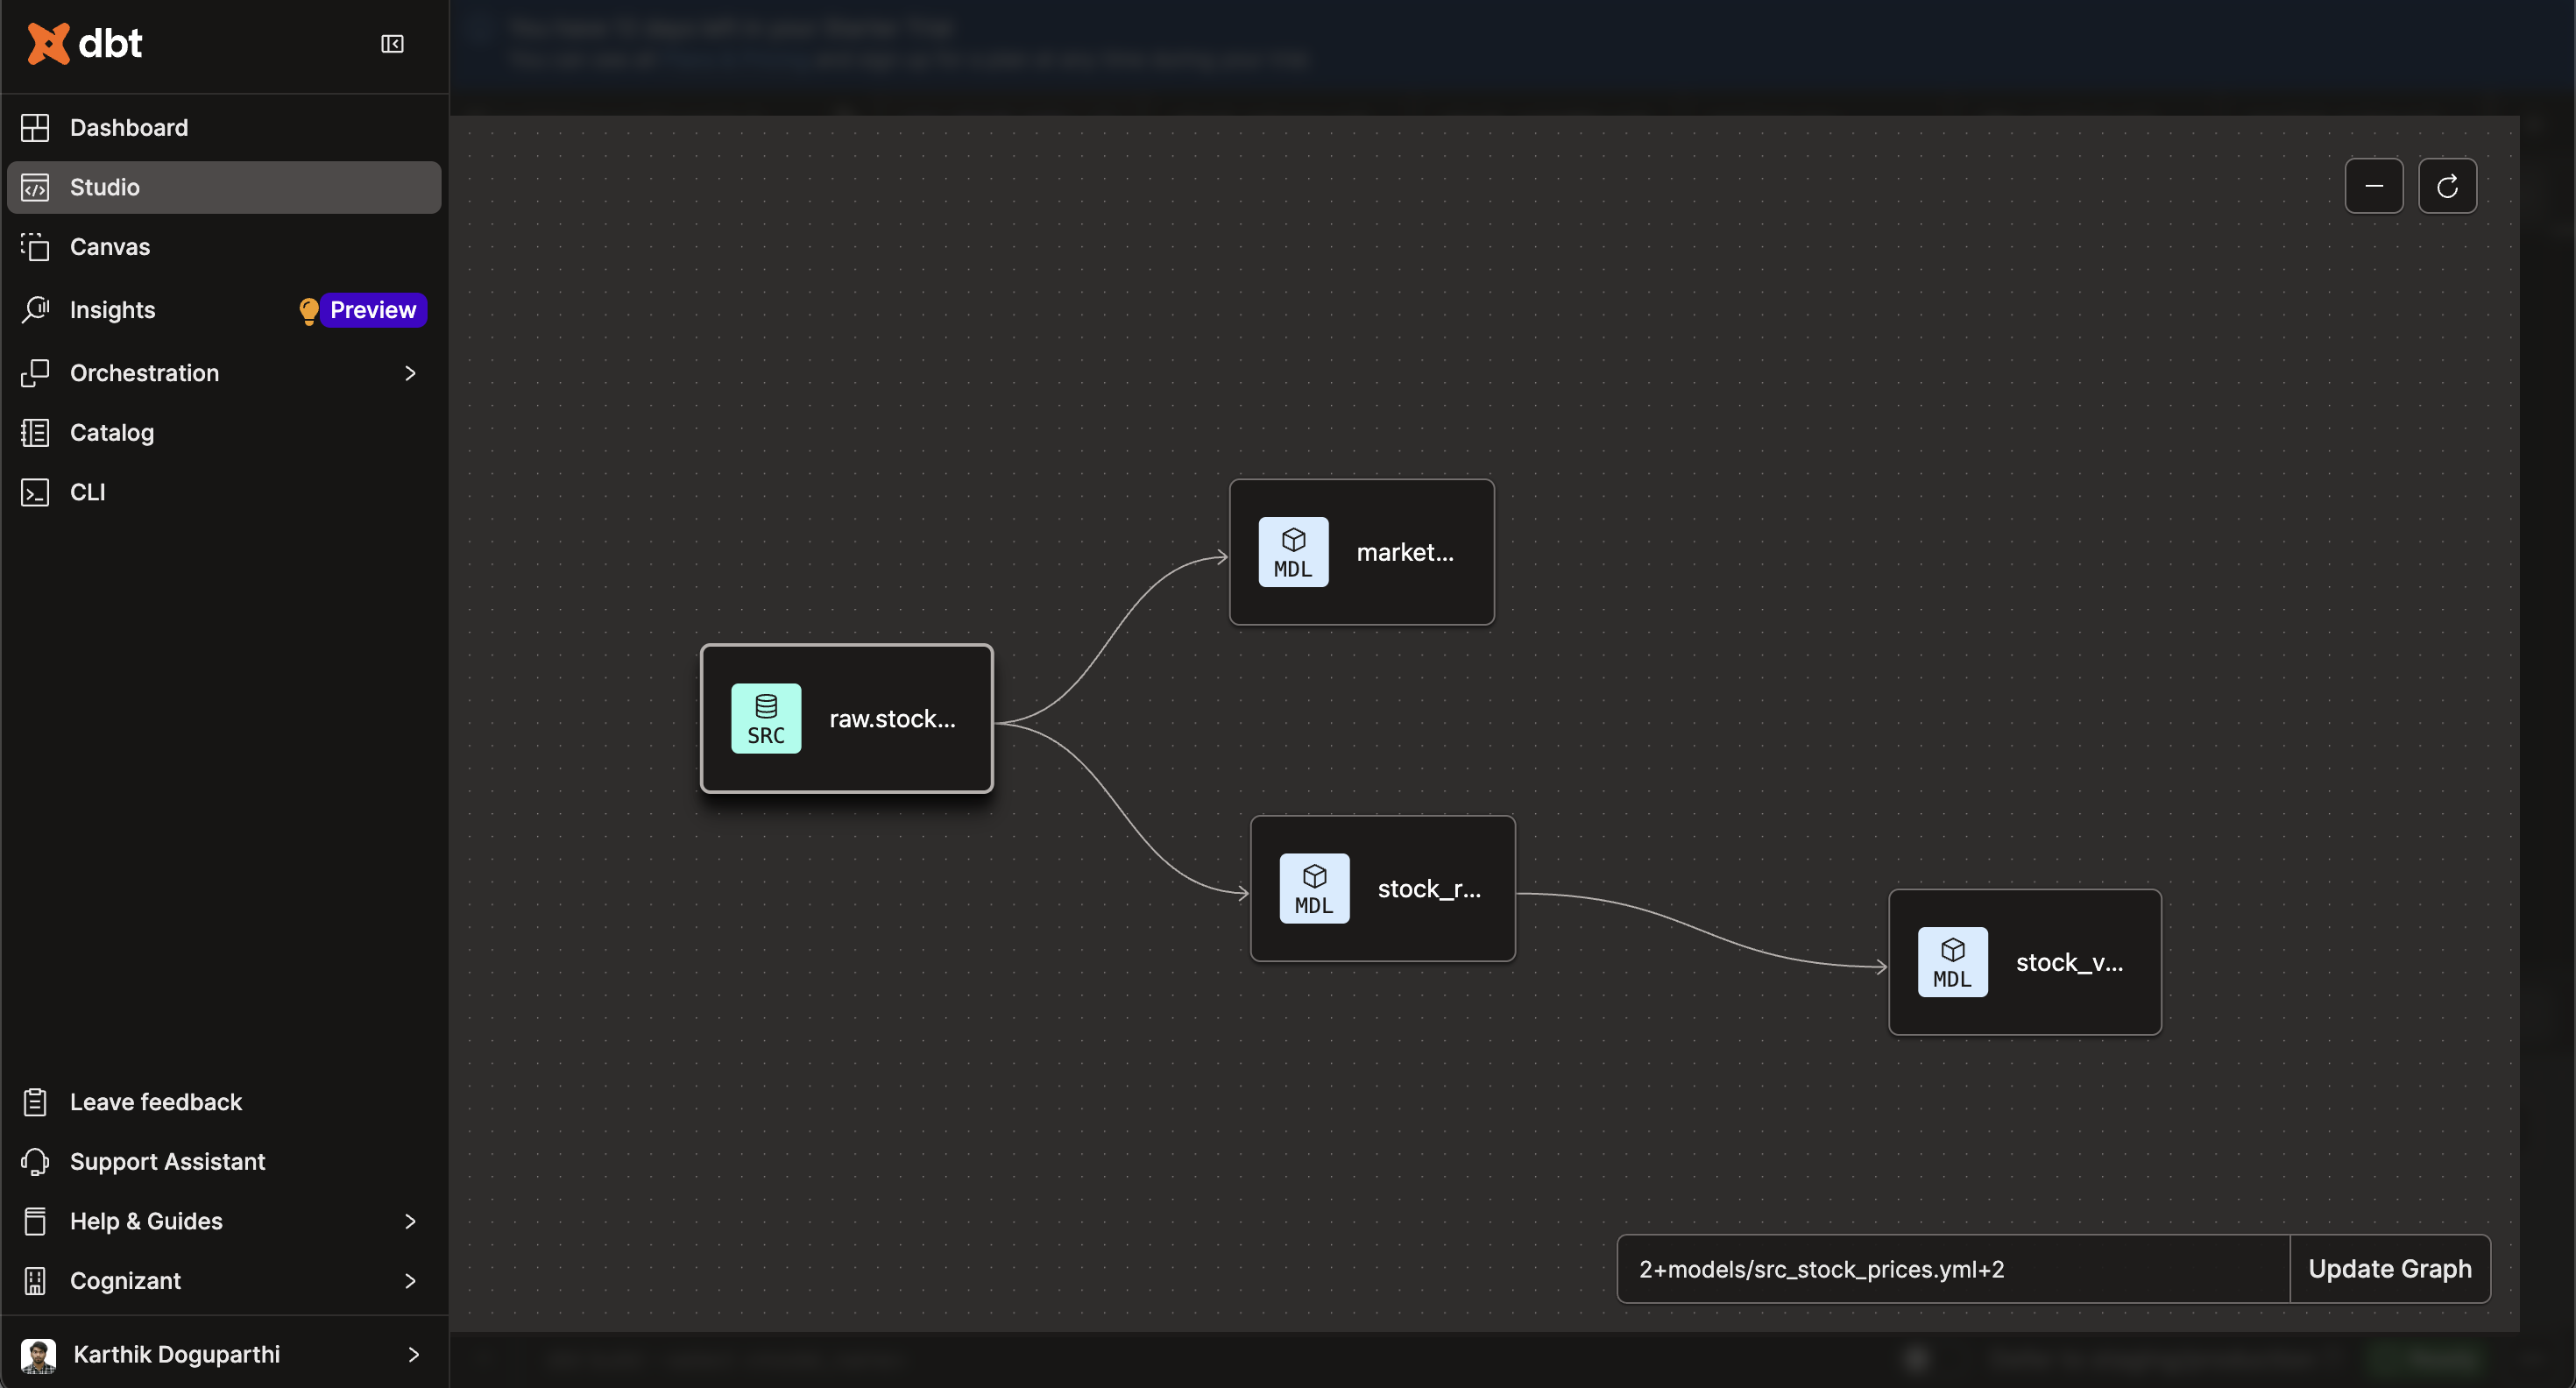 dbt
Dashboard
Studio
Canvas
Insights
Preview
Orchestration
Catalog
CLI
Leave feedback
Support Assistant
Help & Guides
Cognizant
Karthik Doguparthi
MDL
market...
SRC
raw.stock...
MDL
stock_r...
MDL
stock_v...
2+models/src_stock_prices.yml+2
Update Graph